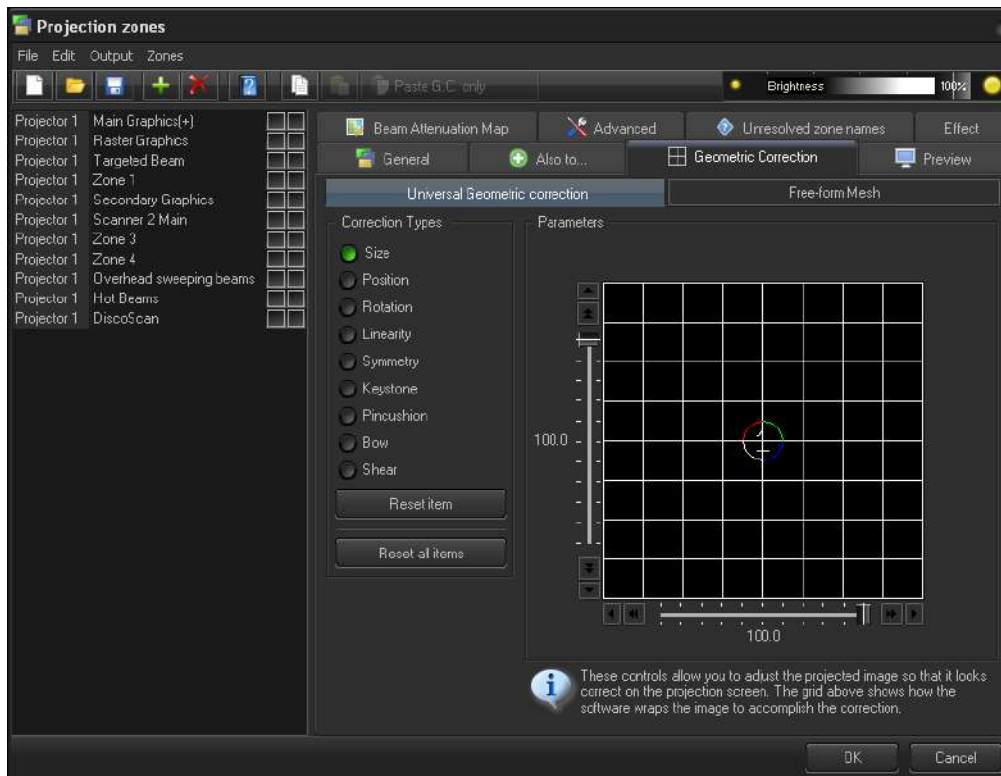 Projection zones
File Edit Output Zones
Paste G.C. only
Brightness
100%
Projector 1 Main Graphics(+)
Projector 1 Raster Graphics
Projector 1 Targeted Beam
Projector 1 Zone 1
Projector 1 Secondary Graphics
Projector 1 Scanner 2 Main
Projector 1 Zone 3
Projector 1 Zone 4
Projector 1 Overhead sweeping beams
Projector 1 Hot Beams
Projector 1 DiscoScan
Beam Attenuation Map
Advanced
Unresolved zone names
Effect
General
Also to...
Geometric Correction
Preview
Universal Geometric correction
Free-form Mesh
Correction Types
Size
Position
Rotation
Linearity
Symmetry
Keystone
Pincushion
Bow
Shear
Reset item
Reset all items
Parameters
100.0
100.0
These controls allow you to adjust the projected image so that it looks
correct on the projection screen. The grid above shows how the
software wraps the image to accomplish the correction.
OK
Cancel